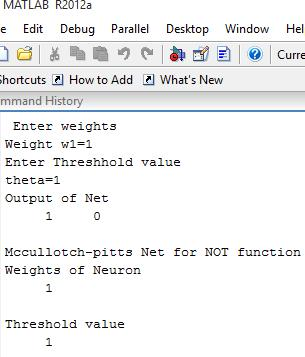 MATLAB R2012a
Edit Debug Parallel Desktop Window Help
Shortcuts How to Add What's New
mmand History
Enter weights
Weight w1=1
Enter Threshhold value
theta=1
Output of Net
1 0
Mccullotch-pitts Net for NOT function
Weights of Neuron
1
Threshold value
1